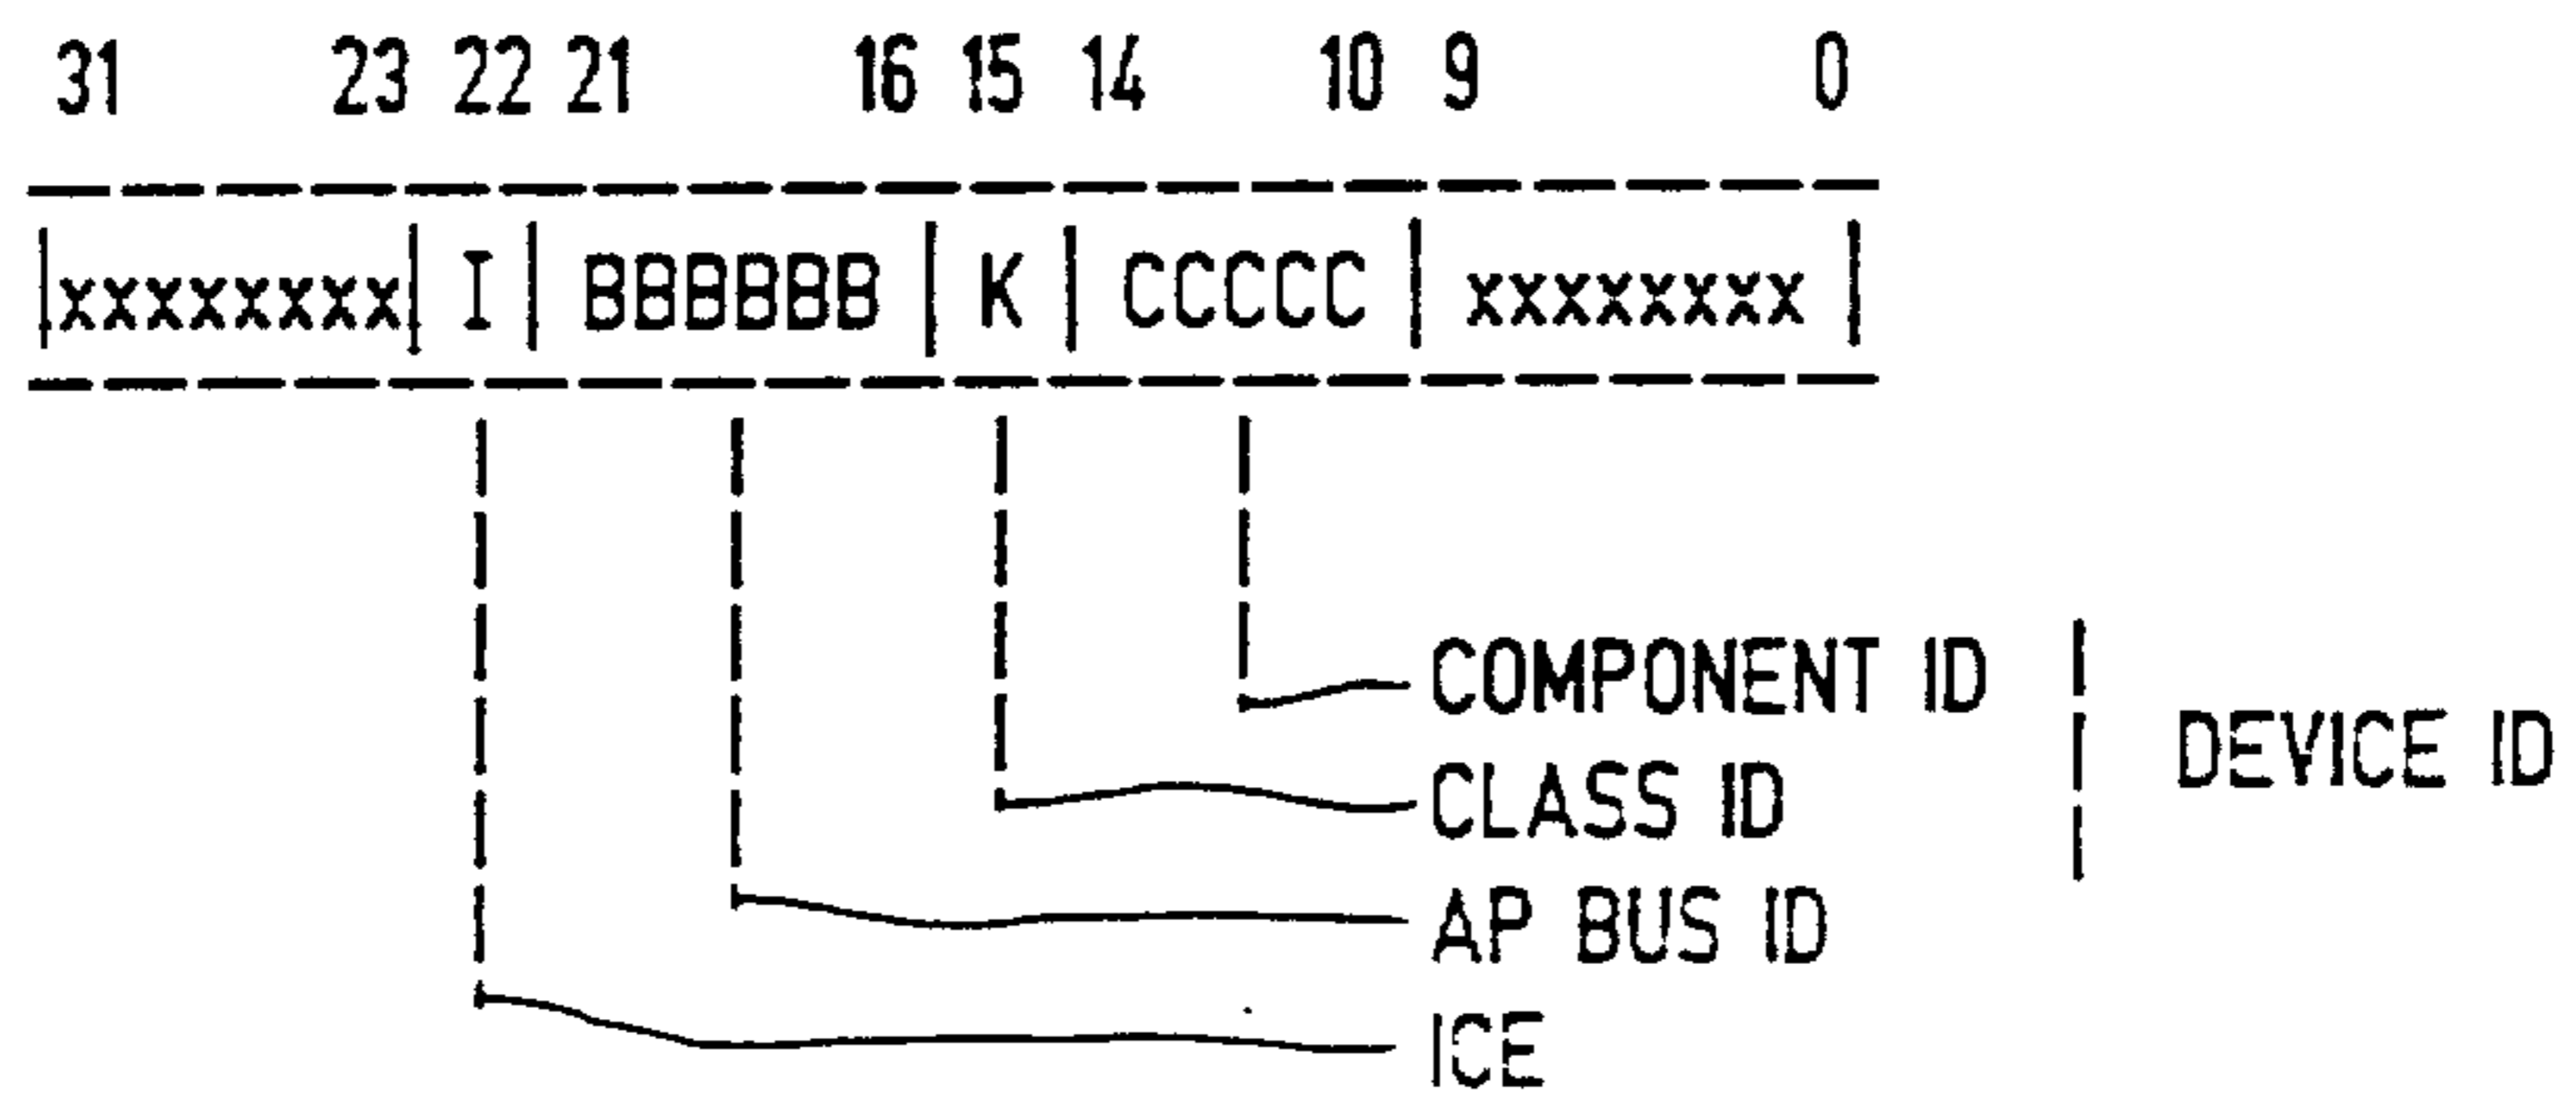 31 23 22 21 16 15 14 10 9 0
|xxxxxxxx| I | BBBBBB | K | CCCCC | xxxxxxxx |
COMPONENT ID
DEVICE ID
CLASS ID
AP BUS ID
ICE